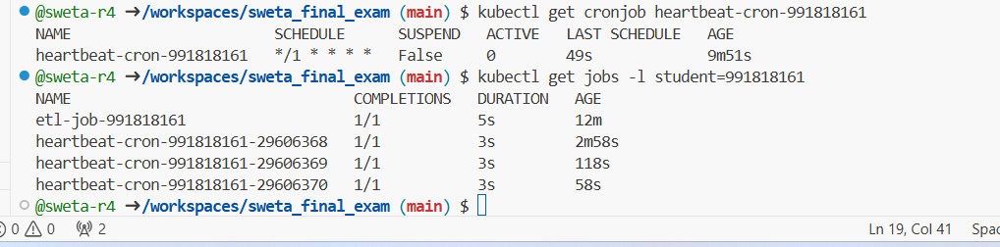 @sweta-r4 ➜/workspaces/sweta_final_exam (main) $ kubectl get cronjob heartbeat-cron-991818161
NAME SCHEDULE SUSPEND ACTIVE LAST SCHEDULE AGE
heartbeat-cron-991818161 */1 * * * * False 0 49s 9m51s
@sweta-r4 ➜/workspaces/sweta_final_exam (main) $ kubectl get jobs -l student=991818161
NAME COMPLETIONS DURATION AGE
etl-job-991818161 1/1 5s 12m
heartbeat-cron-991818161-29606368 1/1 3s 2m58s
heartbeat-cron-991818161-29606369 1/1 3s 118s
heartbeat-cron-991818161-29606370 1/1 3s 58s
@sweta-r4 ➜/workspaces/sweta_final_exam (main) $
0 0 2 Ln 19, Col 41